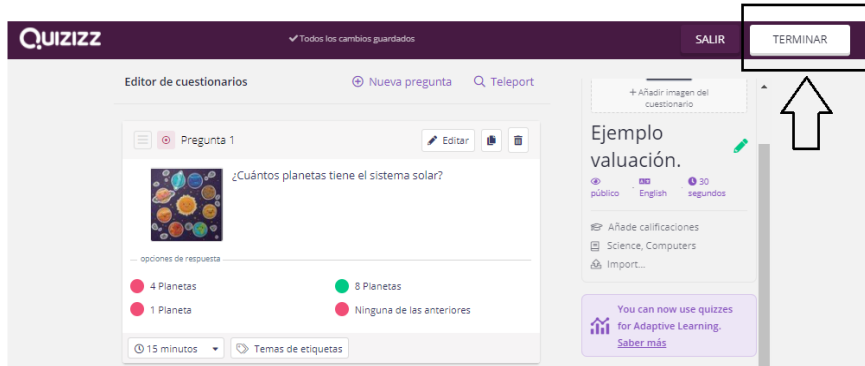 QUIZIZZ
Todos los cambios guardados
SALIR
TERMINAR
Editor de cuestionarios
Nueva pregunta
Teleport
Pregunta 1
Editar
¿Cuántos planetas tiene el sistema solar?
opciones de respuesta
4 Planetas
8 Planetas
1 Planeta
Ninguna de las anteriores
15 minutos
Temas de etiquetas
+ Añadir imagen del
cuestionario
Ejemplo
valuación.
público
English
30
segundos
Añade calificaciones
Science, Computers
Import...
You can now use quizzes
for Adaptive Learning.
Saber más